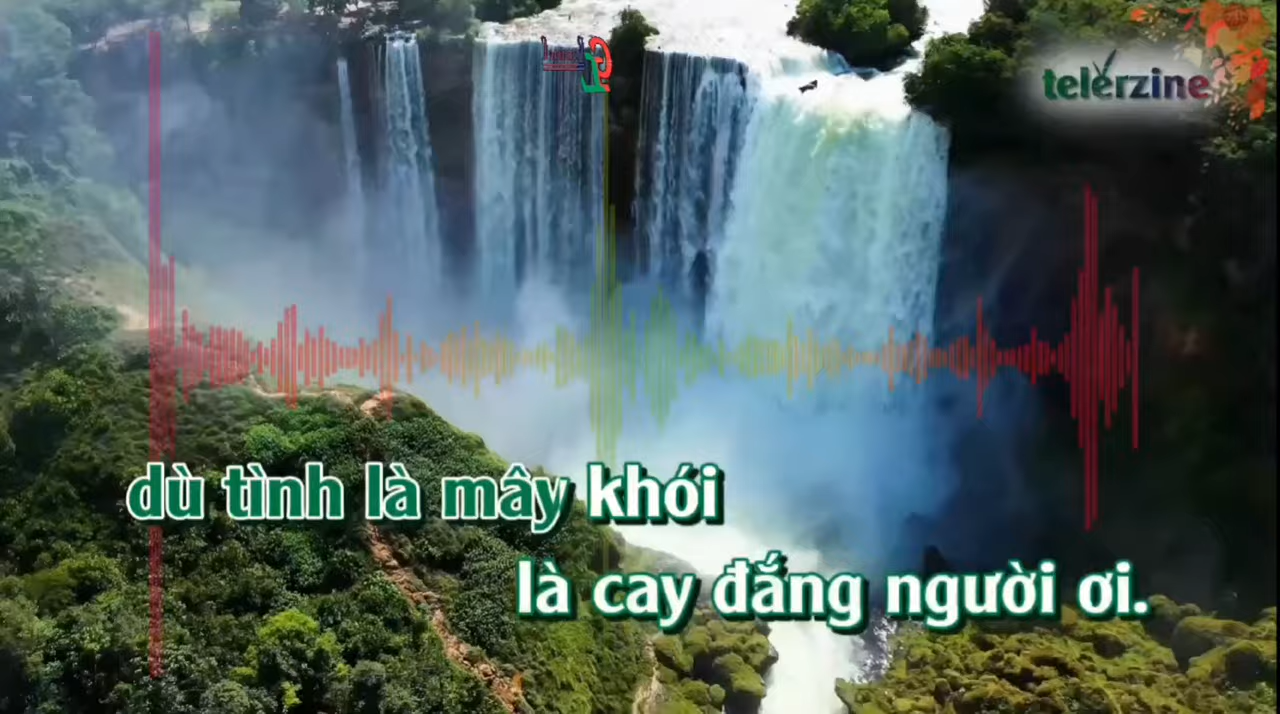 telerzine
dù tình là mây khói
là cay đắng người ơi.